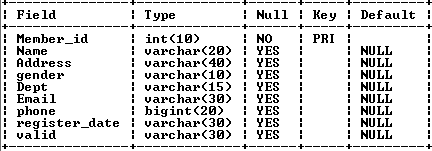 | Field | Type | Null | Key | Default |
| Member_id | int(10) | NO | PRI | |
| Name | varchar(20) | YES | | NULL |
| Address | varchar(40) | YES | | NULL |
| gender | varchar(10) | YES | | NULL |
| Dept | varchar(15) | YES | | NULL |
| Email | varchar(30) | YES | | NULL |
| phone | bigint(20) | YES | | NULL |
| register_date | varchar(30) | YES | | NULL |
| valid | varchar(30) | YES | | NULL |